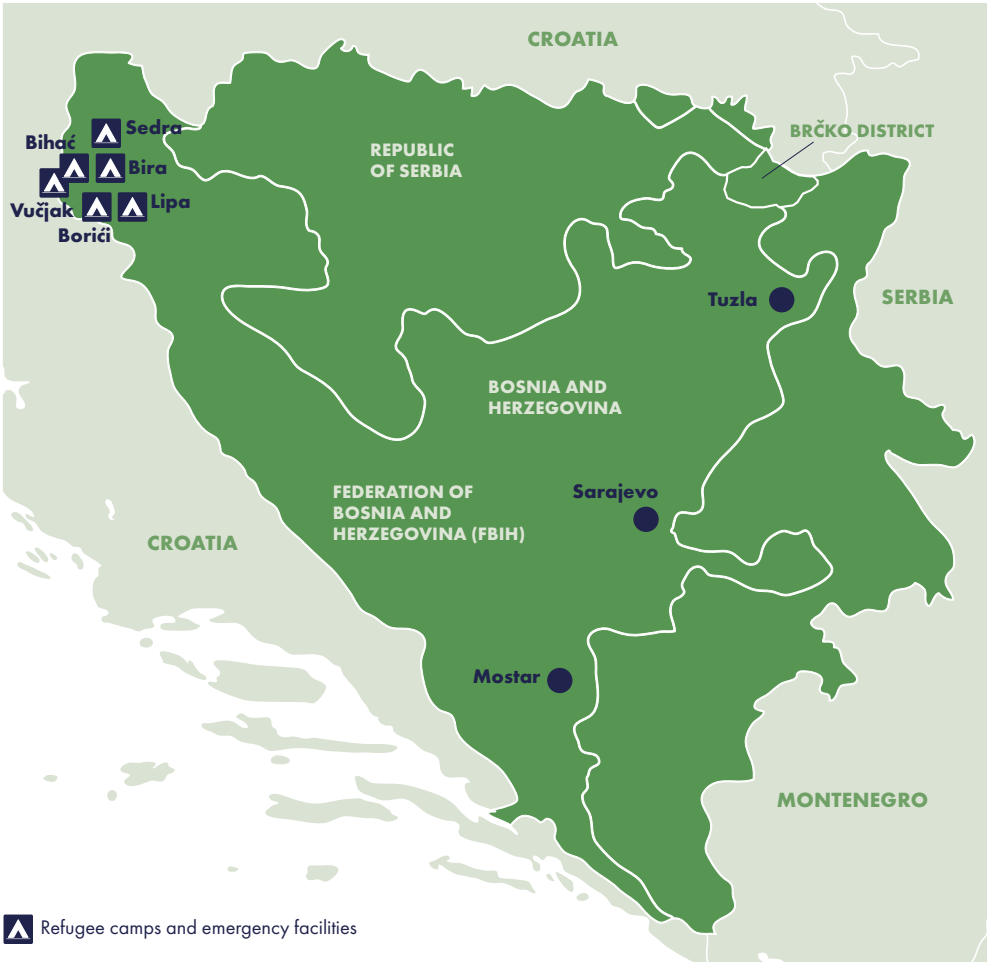 CROATIA
BRČKO DISTRICT
Sedra
Bihać
REPUBLIC
OF SERBIA
Bira
Vučjak
Lipa
Borići
SERBIA
Tuzla
BOSNIA AND
HERZEGOVINA
FEDERATION OF
BOSNIA AND
HERZEGOVINA (FBIH)
Sarajevo
CROATIA
Mostar
MONTENEGRO
Refugee camps and emergency facilities